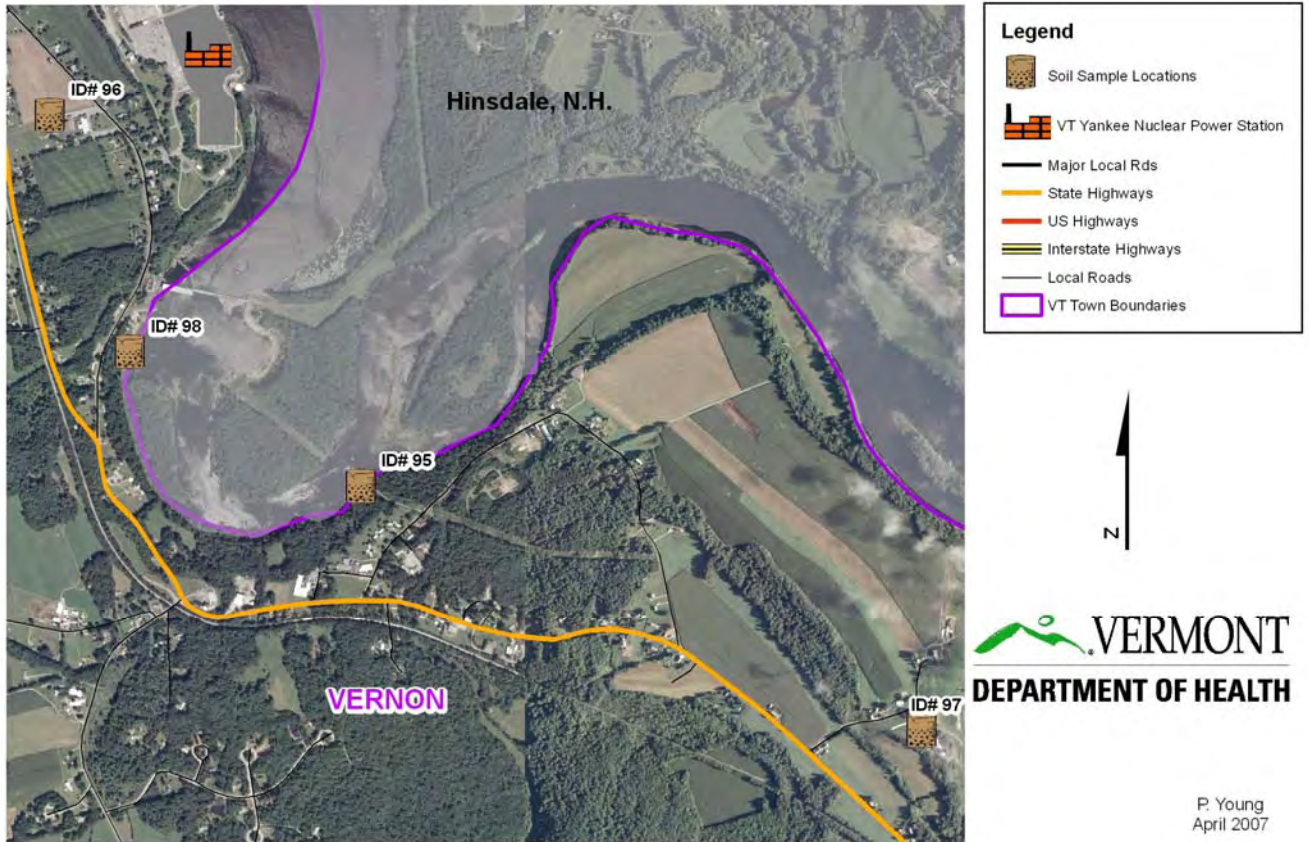 ID# 96
Hinsdale, N.H.
ID# 98
ID# 95
VERNON
ID# 97
Legend
Soil Sample Locations
VT Yankee Nuclear Power Station
Major Local Rds
State Highways
US Highways
Interstate Highways
Local Roads
VT Town Boundaries
N
VERMONT
DEPARTMENT OF HEALTH
P. Young
April 2007